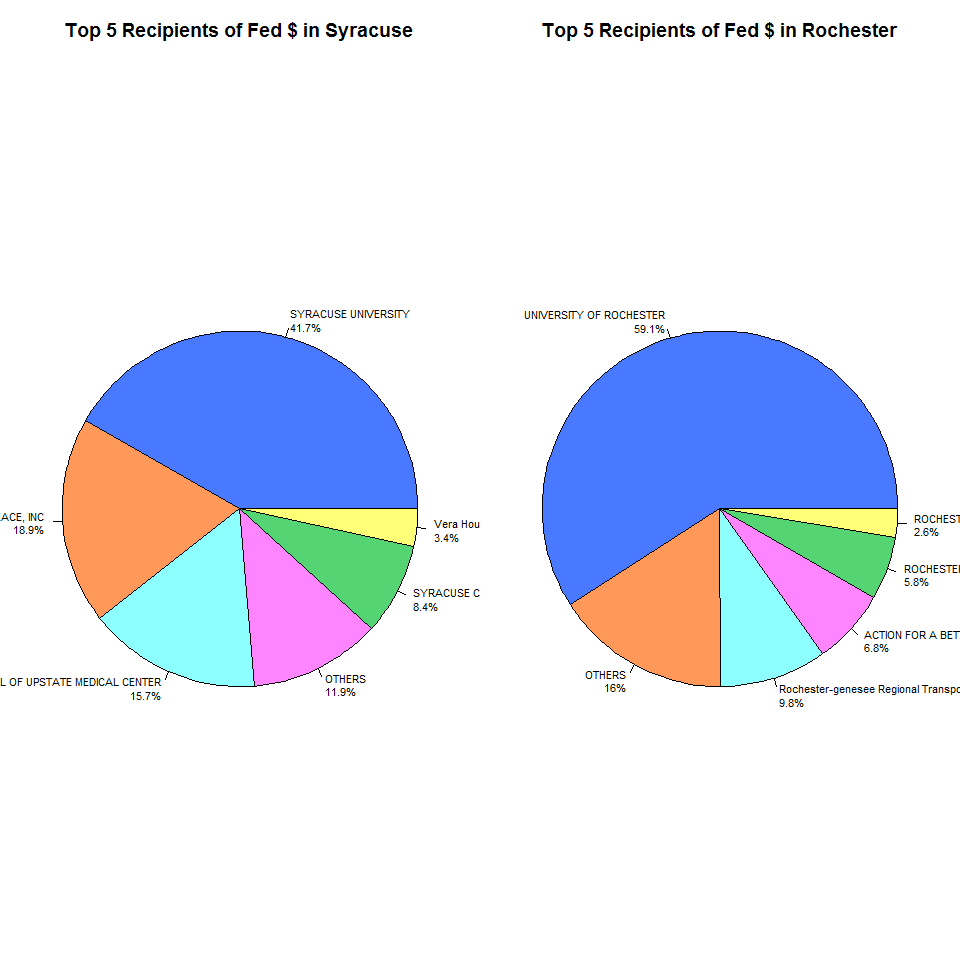 Top 5 Recipients of Fed $ in Syracuse
SYRACUSE UNIVERSITY
41.7%
EACE, INC
18.9%
L OF UPSTATE MEDICAL CENTER
15.7%
OTHERS
11.9%
SYRACUSE C
8.4%
Vera Hou
3.4%
Top 5 Recipients of Fed $ in Rochester
UNIVERSITY OF ROCHESTER
59.1%
OTHERS
16%
Rochester-genesee Regional Transpo
9.8%
ACTION FOR A BET
6.8%
ROCHESTER
5.8%
ROCHEST
2.6%